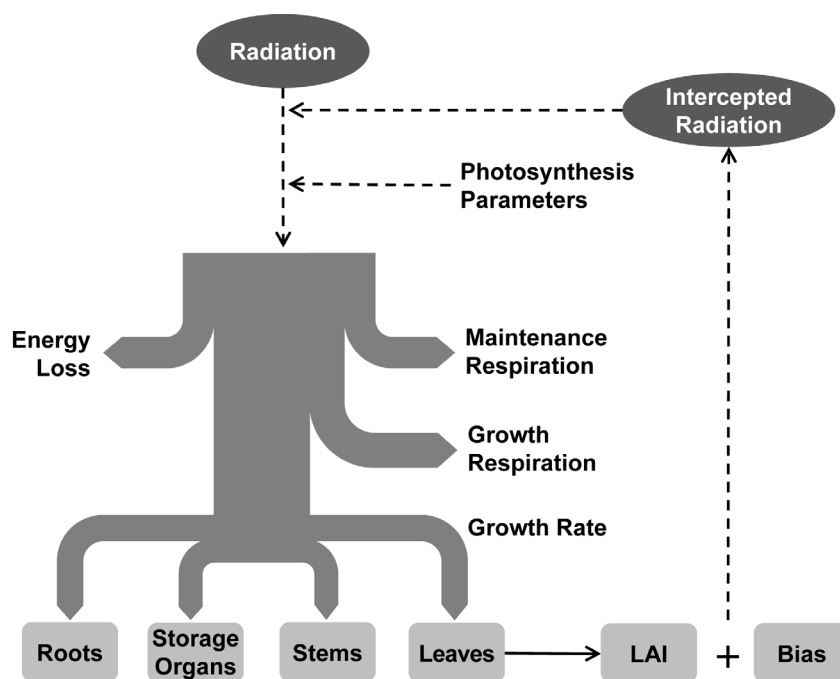 Radiation
Intercepted
Radiation
Photosynthesis
Parameters
Energy
Loss
Maintenance
Respiration
Growth
Respiration
Growth Rate
Roots
Storage
Organs
Stems
Leaves
LAI
+
Bias